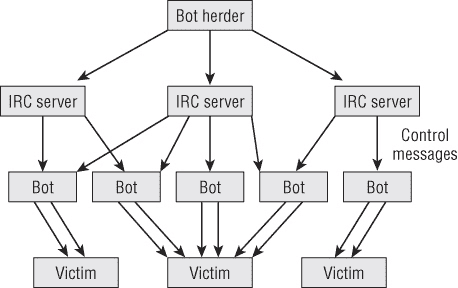 Bot herder
IRC server
IRC server
IRC server
Control
messages
Bot
Bot
Bot
Bot
Bot
Victim
Victim
Victim